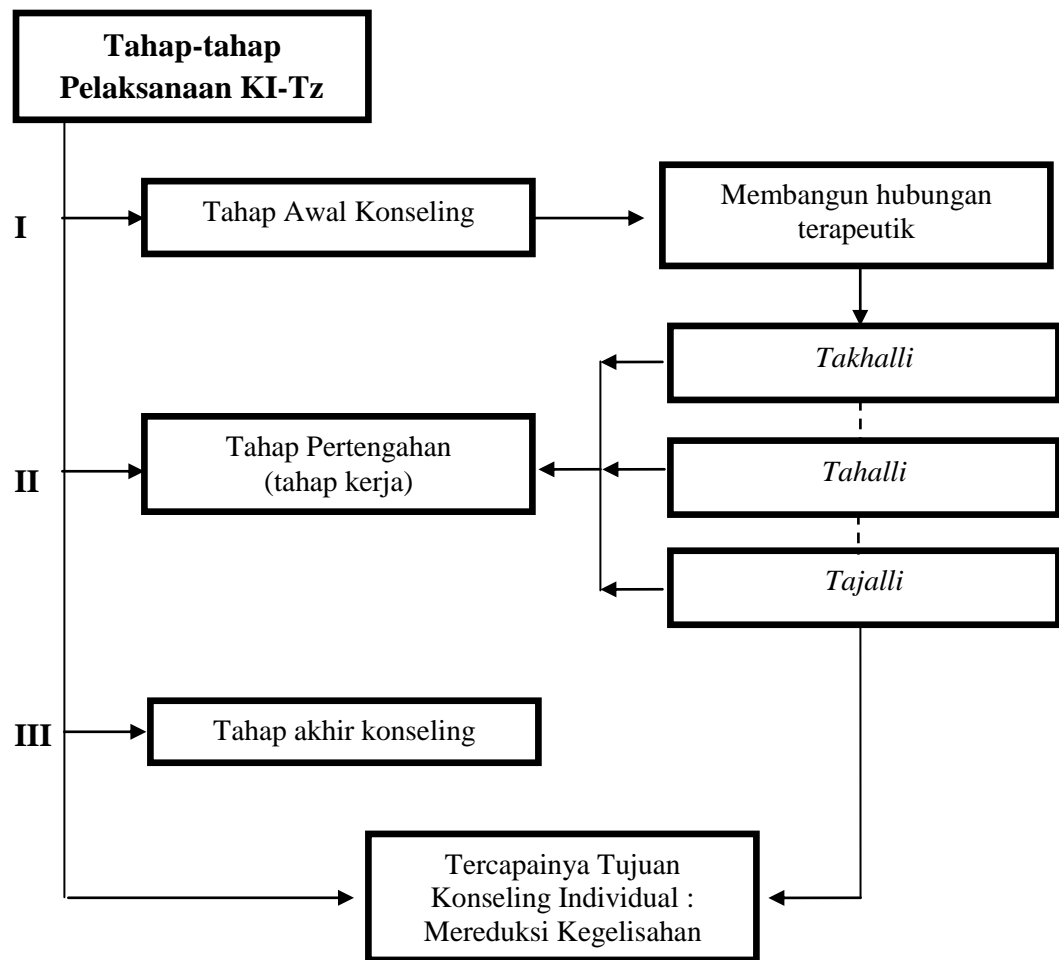 Tahap-tahap
Pelaksanaan KI-Tz
I
Tahap Awal Konseling
Membangun hubungan
terapeutik
Takhalli
II
Tahap Pertengahan
(tahap kerja)
Tahalli
Tajalli
III
Tahap akhir konseling
Tercapainya Tujuan
Konseling Individual :
Mereduksi Kegelisahan